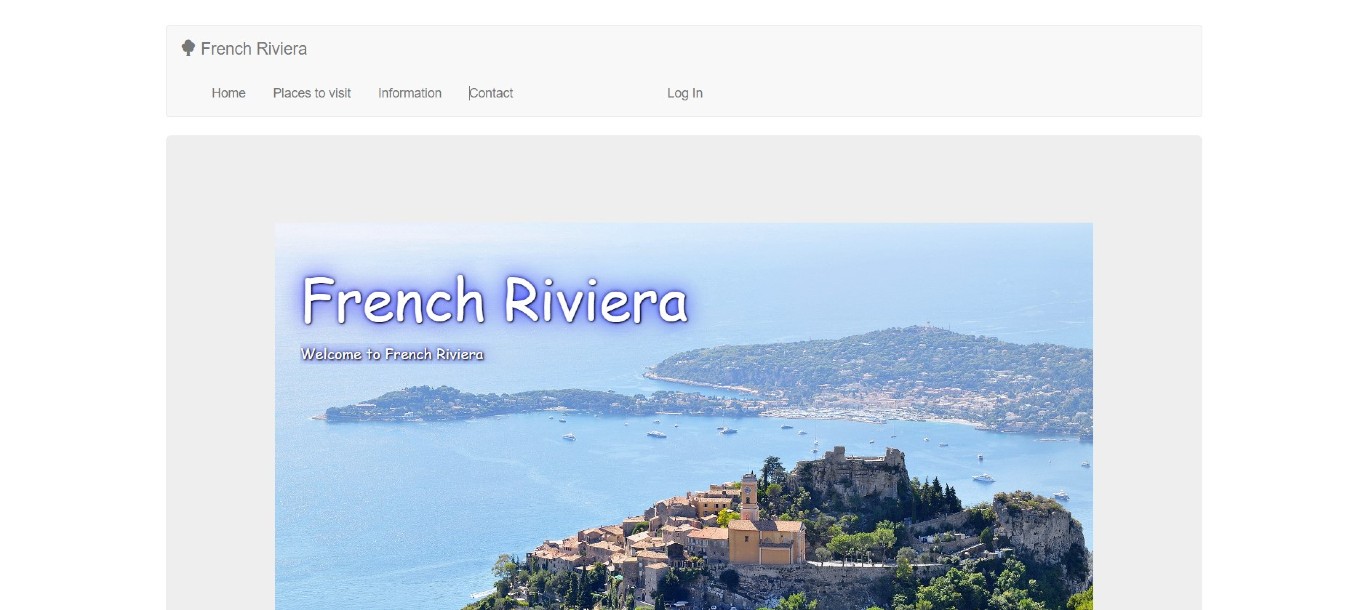 French Riviera
Home Places to visit Information Contact Log In
French Riviera
Welcome to French Riviera